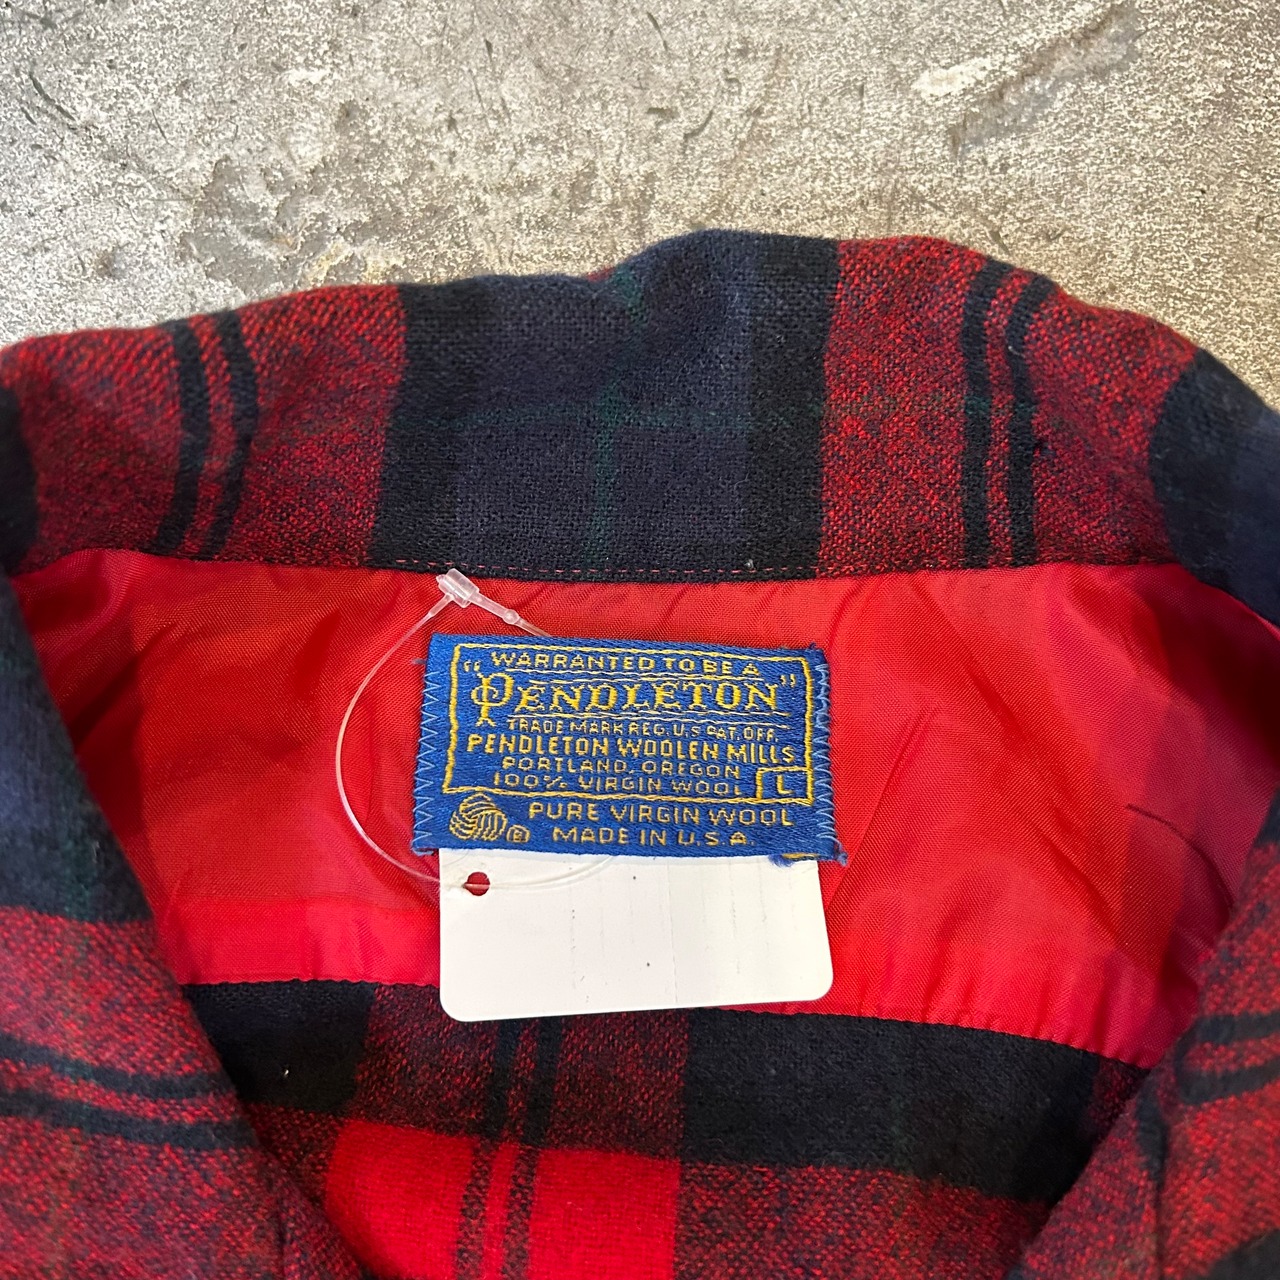 WARRANTED TO BE A
"PENDLETON"
TRADE MARK REG. U.S. PAT. OFF.
PENDLETON WOOLEN MILLS
PORTLAND, OREGON
100% VIRGIN WOOL L
PURE VIRGIN WOOL
® MADE IN U.S.A.